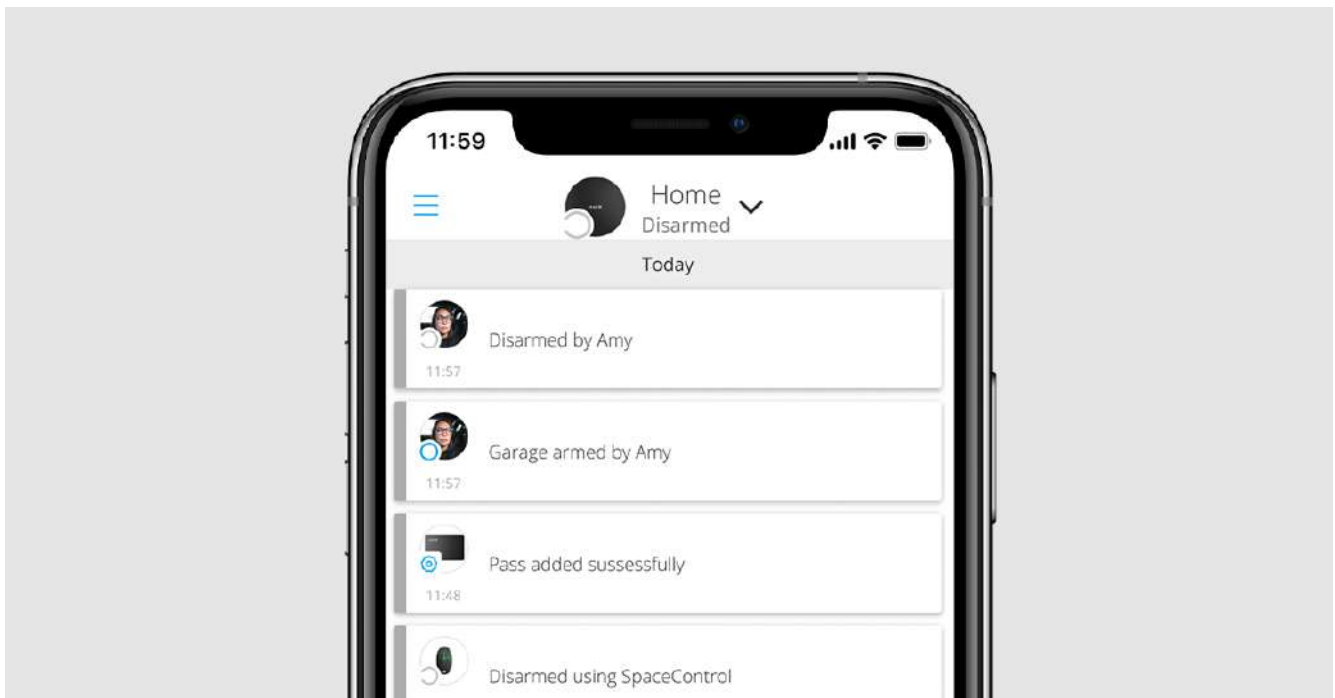 11:59
Home
Disarmed
Today
Disarmed by Amy
11:57
Garage armed by Amy
11:57
Pass added sussessfully
11:48
Disarmed using SpaceControl